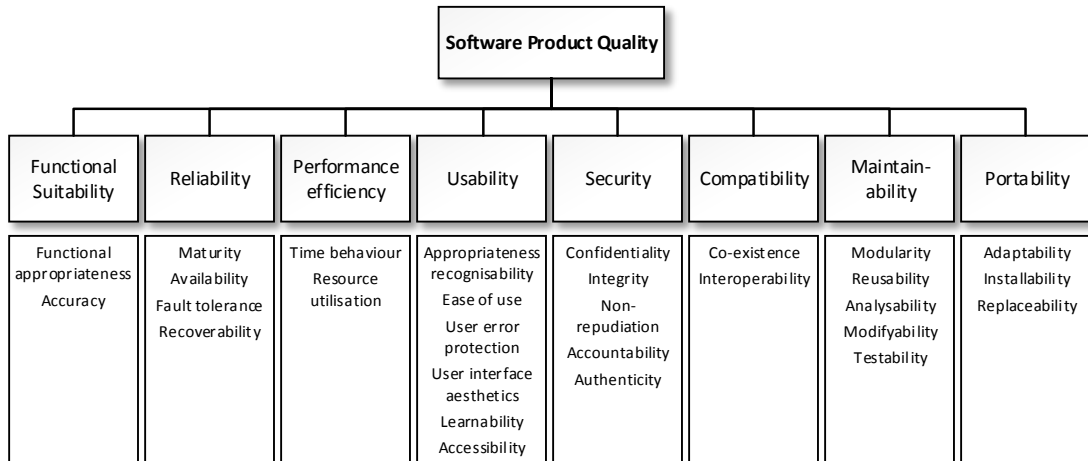 Software Product Quality
Functional
Suitability
Reliability
Performance
efficiency
Usability
Security
Compatibility
Maintain-
ability
Portability
Functional
appropriateness
Accuracy
Maturity
Availability
Fault tolerance
Recoverability
Time behaviour
Resource
utilisation
Appropriateness
recognisability
Ease of use
User error
protection
User interface
aesthetics
Learnability
Accessibility
Confidentiality
Integrity
Non-
repudiation
Accountability
Authenticity
Co-existence
Interoperability
Modularity
Reusability
Analysability
Modifyability
Testability
Adaptability
Installability
Replaceability